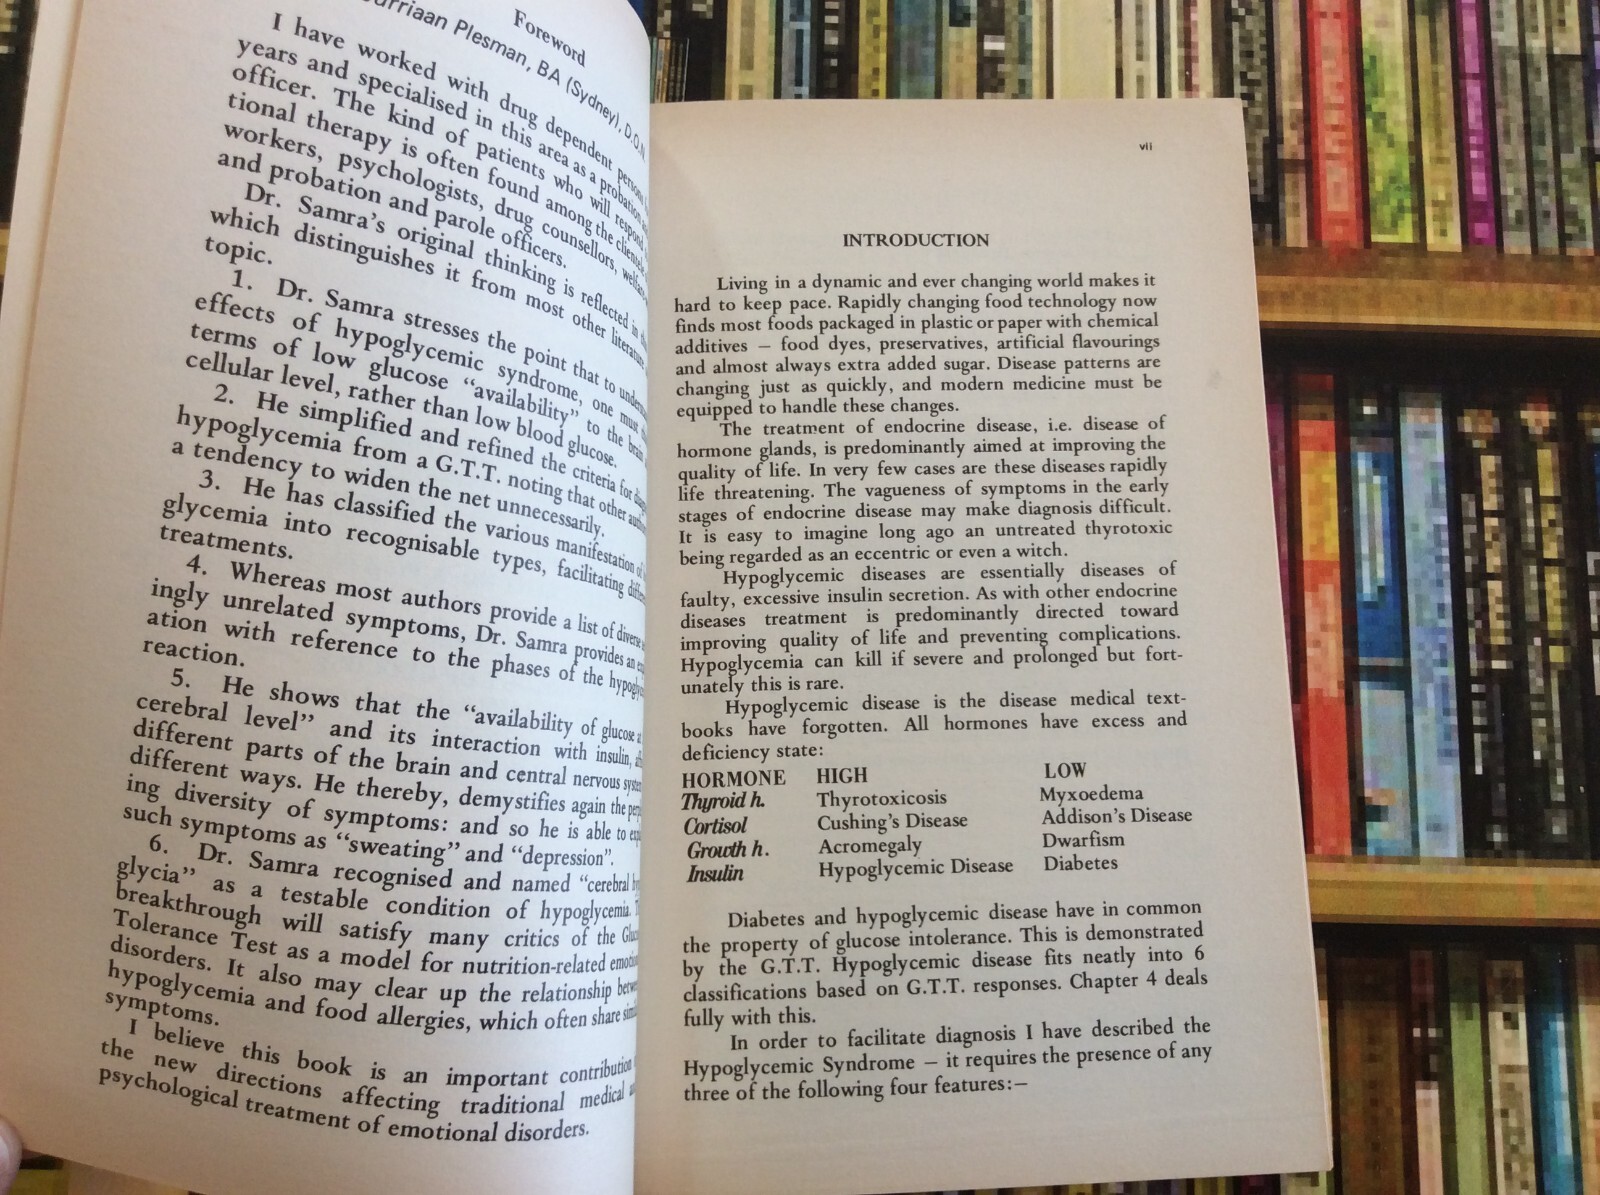 Foreword
rriaan Plesman, BA (Sydney), D.O.N.
I have worked with drug dependent
years and specialised in this area as a probation
officer. The kind of patients who will respond
tional therapy is often found among the clientele
workers, psychologists, drug counsellors, welfare
and probation and parole officers.
Dr. Samra's original thinking is reflected in
which distinguishes it from most other literature
topic.
1. Dr. Samra stresses the point that to
effects of hypoglycemic syndrome, one must
terms of low glucose "availability" to the brain
cellular level, rather than low blood glucose.
2. He simplified and refined the criteria for
hypoglycemia from a G.T.T. noting that other
a tendency to widen the net unnecessarily.
3. He has classified the various manifestation of
glycemia into recognisable types, facilitating
treatments.
4. Whereas most authors provide a list of diverse
ingly unrelated symptoms, Dr. Samra provides an
ation with reference to the phases of the
reaction.
5. He shows that the "availability of glucose
cerebral level" and its interaction with insulin,
different parts of the brain and central nervous
different ways. He thereby, demystifies again the
ing diversity of symptoms: and so he is able to
such symptoms as "sweating" and "depression".
6. Dr. Samra recognised and named "cerebral
glycia" as a testable condition of hypoglycemia.
breakthrough will satisfy many critics of the
Tolerance Test as a model for nutrition-related
disorders. It also may clear up the relationship
hypoglycemia and food allergies, which often share
symptoms.
I believe this book is an important contribution
the new directions affecting traditional medical
psychological treatment of emotional disorders.
vii
INTRODUCTION
Living in a dynamic and ever changing world makes it
hard to keep pace. Rapidly changing food technology now
finds most foods packaged in plastic or paper with chemical
additives — food dyes, preservatives, artificial flavourings
and almost always extra added sugar. Disease patterns are
changing just as quickly, and modern medicine must be
equipped to handle these changes.
The treatment of endocrine disease, i.e. disease of
hormone glands, is predominantly aimed at improving the
quality of life. In very few cases are these diseases rapidly
life threatening. The vagueness of symptoms in the early
stages of endocrine disease may make diagnosis difficult.
It is easy to imagine long ago an untreated thyrotoxic
being regarded as an eccentric or even a witch.
Hypoglycemic diseases are essentially diseases of
faulty, excessive insulin secretion. As with other endocrine
diseases treatment is predominantly directed toward
improving quality of life and preventing complications.
Hypoglycemia can kill if severe and prolonged but fort-
unately this is rare.
Hypoglycemic disease is the disease medical text-
books have forgotten. All hormones have excess and
deficiency state:
HORMONE HIGH LOW
Thyroid h. Thyrotoxicosis Myxoedema
Cortisol Cushing's Disease Addison's Disease
Growth h. Acromegaly Dwarfism
Insulin Hypoglycemic Disease Diabetes
Diabetes and hypoglycemic disease have in common
the property of glucose intolerance. This is demonstrated
by the G.T.T. Hypoglycemic disease fits neatly into 6
classifications based on G.T.T. responses. Chapter 4 deals
fully with this.
In order to facilitate diagnosis I have described the
Hypoglycemic Syndrome — it requires the presence of any
three of the following four features:—